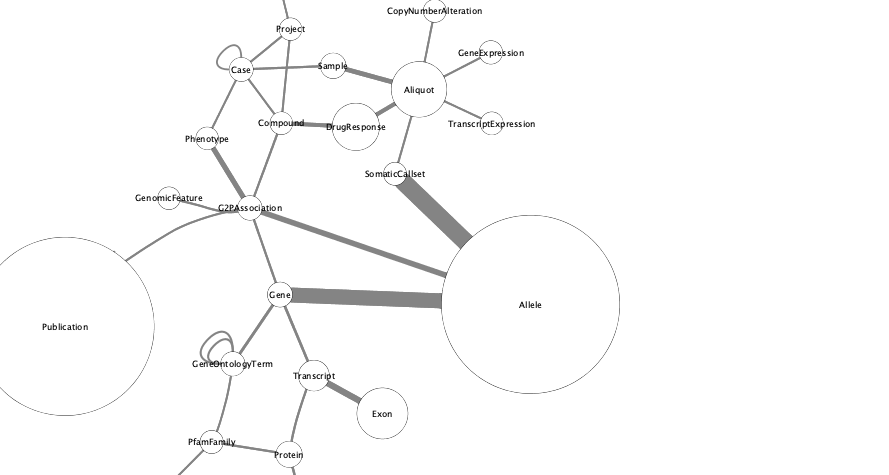 CopyNumberAlteration
Project
GeneExpression
Sample
Case
Aliquot
Compound
DrugResponse
TranscriptExpression
Phenotype
SomaticCallset
GenomicFeature
G2PAssociation
Gene
Allele
Publication
GeneOntologyTerm
Transcript
Exon
PfamFamily
Protein